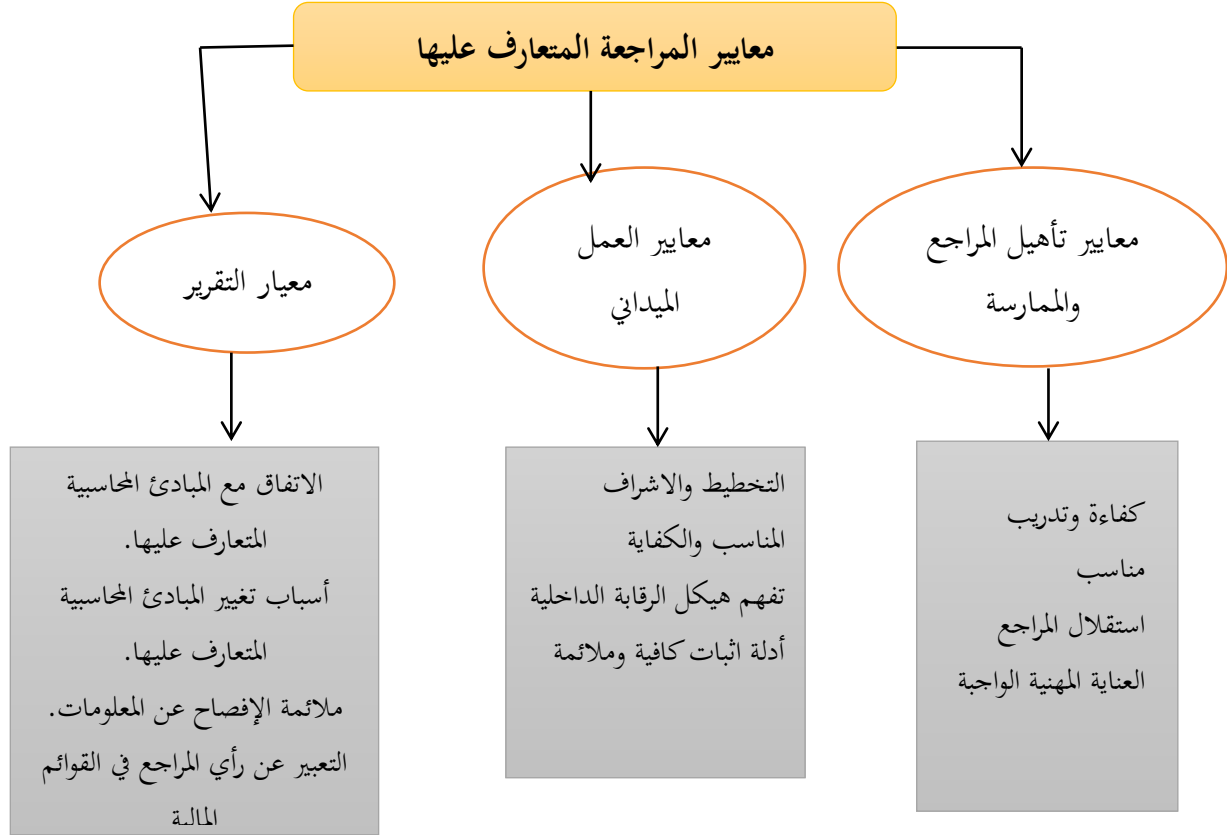 معايير المراجعة المتعارف عليها
معايير تأهيل المراجع
والممارسة
معايير العمل
الميداني
معيار التقرير
كفاءة وتدريب
مناسب
استقلال المراجع
العناية المهنية الواجبة
التخطيط والاشراف
المناسب والكفاية
تفهم هيكل الرقابة الداخلية
أدلة اثبات كافية وملائمة
الاتفاق مع المبادئ المحاسبية
المتعارف عليها.
أسباب تغيير المبادئ المحاسبية
المتعارف عليها.
ملائمة الإفصاح عن المعلومات.
التعبير عن رأي المراجع في القوائم
المالية